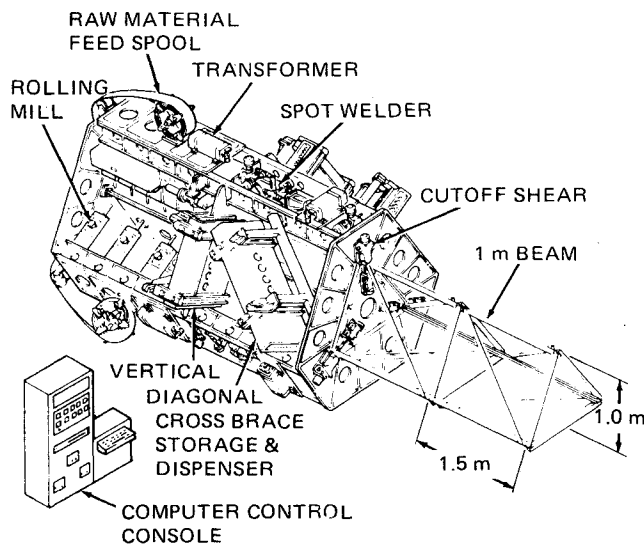 RAW MATERIAL
FEED SPOOL
TRANSFORMER
ROLLING
MILL
SPOT WELDER
CUTOFF SHEAR
1 m BEAM
VERTICAL
DIAGONAL
CROSS BRACE
STORAGE &
DISPENSER
1.0 m
1.5 m
COMPUTER CONTROL
CONSOLE